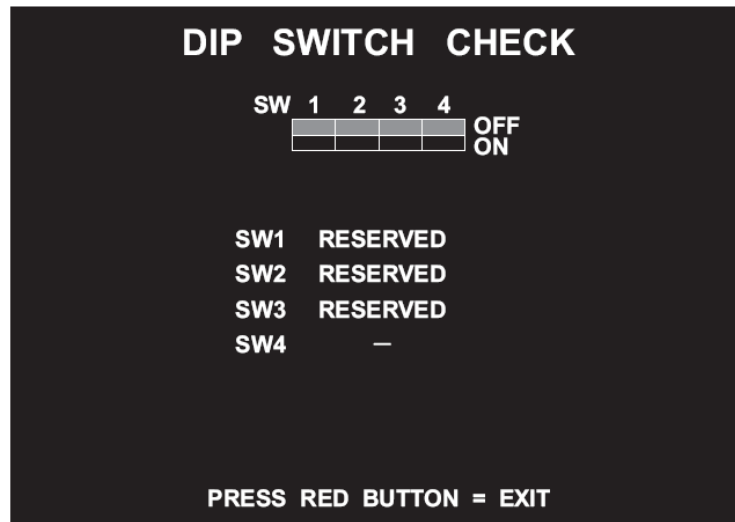 DIP SWITCH CHECK
SW 1 2 3 4
OFF
ON
SW1 RESERVED
SW2 RESERVED
SW3 RESERVED
SW4 —
PRESS RED BUTTON = EXIT